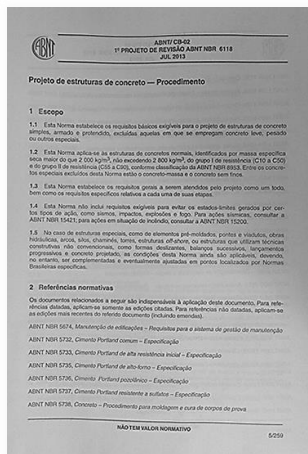 ABNT
ABNT/ CB-02
1º PROJETO DE REVISÃO ABNT NBR 6118
JUL 2013
Projeto de estruturas de concreto — Procedimento
1 Escopo
1.1 Esta Norma estabelece os requisitos básicos exigíveis para o projeto de estruturas de concreto
simples, armado e protendido, excluídas aquelas em que se empregam concreto leve, pesado
ou outros especiais.
1.2 Esta Norma aplica-se às estruturas de concretos normais, identificados por massa específica
seca maior do que 2 000 kg/m³, não excedendo 2 800 kg/m³, do grupo I de resistência (C10 a C50)
e do grupo II de resistência (C55 a C90), conforme classificação da ABNT NBR 8953. Entre os concre-
tos especiais excluídos desta Norma estão o concreto-massa e o concreto sem finos.
1.3 Esta Norma estabelece os requisitos gerais a serem atendidos pelo projeto como um todo,
bem como os requisitos específicos relativos a cada uma de suas etapas.
1.4 Esta Norma não inclui requisitos exigíveis para evitar os estados-limites gerados por cer-
tos tipos de ação, como sismos, impactos, explosões e fogo. Para ações sísmicas, consultar a
ABNT NBR 15421; para ações em situação de incêndio, consultar a ABNT NBR 15200.
1.5 No caso de estruturas especiais, como de elementos pré-moldados, pontes e viadutos, obras
hidráulicas, arcos, silos, chaminés, torres, estruturas off-shore, ou estruturas que utilizam técnicas
construtivas não convencionais, como formas deslizantes, balanços sucessivos, lançamentos
progressivos e concreto projetado, as condições desta Norma ainda são aplicáveis, devendo,
no entanto, ser complementadas e eventualmente ajustadas em pontos localizados por Normas
Brasileiras específicas.
2 Referências normativas
Os documentos relacionados a seguir são indispensáveis à aplicação deste documento. Para refe-
rências datadas, aplicam-se somente as edições citadas. Para referências não datadas, aplicam-se
as edições mais recentes do referido documento (incluindo emendas).
ABNT NBR 5674, Manutenção de edificações – Requisitos para o sistema de gestão de manutenção
ABNT NBR 5732, Cimento Portland comum – Especificação
ABNT NBR 5733, Cimento Portland de alta resistência inicial – Especificação
ABNT NBR 5735, Cimento Portland de alto-forno – Especificação
ABNT NBR 5736, Cimento Portland pozolânico – Especificação
ABNT NBR 5737, Cimento Portland resistente a sulfatos – Especificação
ABNT NBR 5738, Concreto – Procedimento para moldagem e cura de corpos de prova
NÃO TEM VALOR NORMATIVO
5/259